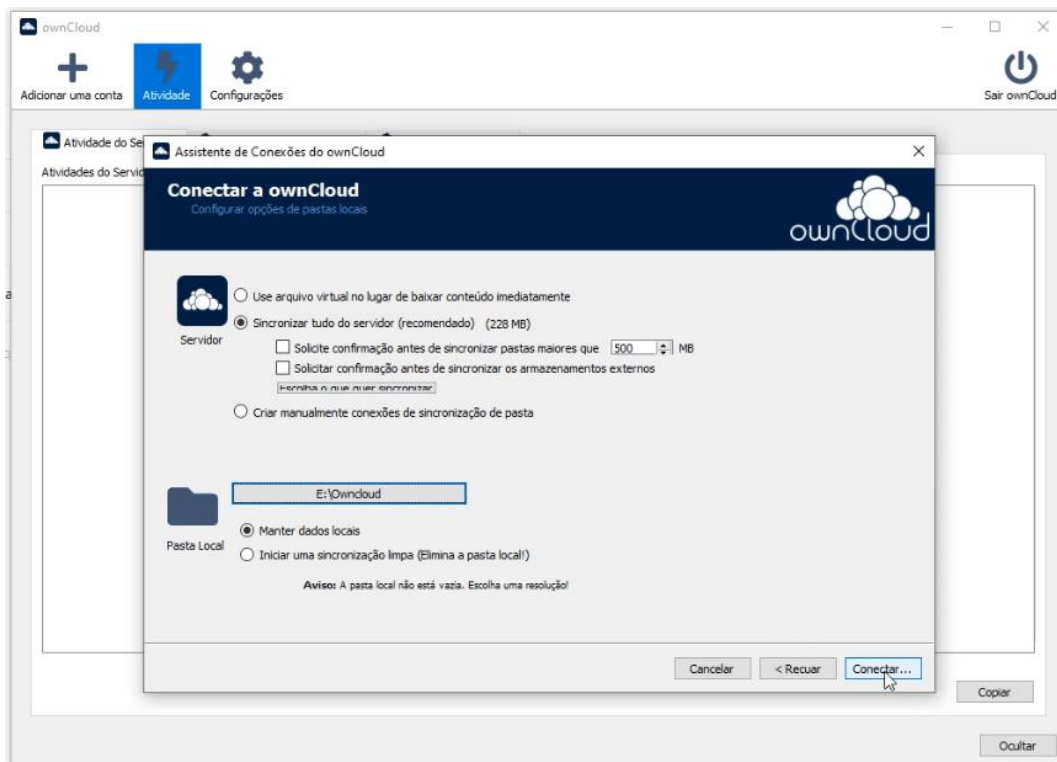 ownCloud
Adicionar uma conta
Atividade
Configurações
Sair ownCloud
Atividade do Se
Atividades do Servid
Assistente de Conexões do ownCloud
Conectar a ownCloud
Configurar opções de pastas locais
ownCloud
Servidor
Use arquivo virtual no lugar de baixar conteúdo imediatamente
Sincronizar tudo do servidor (recomendado) (228 MB)
Solicite confirmação antes de sincronizar pastas maiores que 500 MB
Solicitar confirmação antes de sincronizar os armazenamentos externos
Escolha o que quer sincronizar
Criar manualmente conexões de sincronização de pasta
E:\Owncloud
Pasta Local
Manter dados locais
Iniciar uma sincronização limpa (Elimina a pasta local!)
Aviso: A pasta local não está vazia. Escolha uma resolução!
Cancelar
< Recuar
Conectar...
Copiar
Ocultar